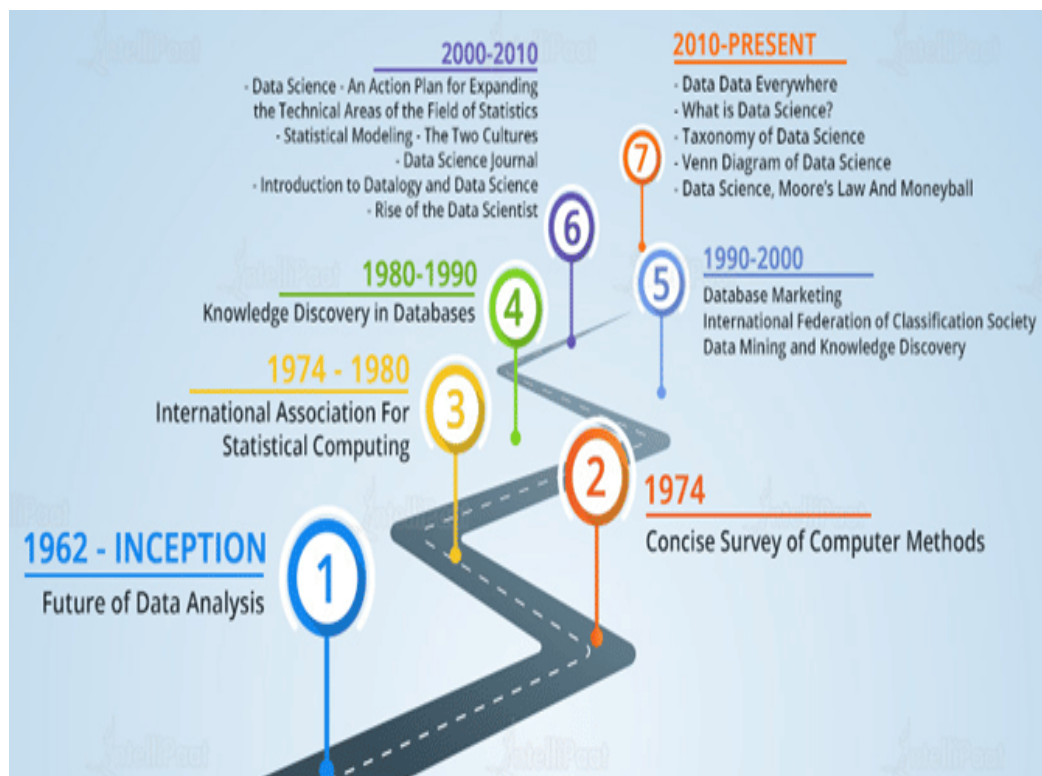 1962 - INCEPTION
Future of Data Analysis
1
2
1974
Concise Survey of Computer Methods
1974 - 1980
International Association For
Statistical Computing
3
1980-1990
Knowledge Discovery in Databases
4
5
1990-2000
Database Marketing
International Federation of Classification Society
Data Mining and Knowledge Discovery
2000-2010
- Data Science - An Action Plan for Expanding
the Technical Areas of the Field of Statistics
- Statistical Modeling - The Two Cultures
- Data Science Journal
- Introduction to Datalogy and Data Science
- Rise of the Data Scientist
6
7
2010-PRESENT
- Data Data Everywhere
- What is Data Science?
- Taxonomy of Data Science
- Venn Diagram of Data Science
- Data Science, Moore's Law And Moneyball